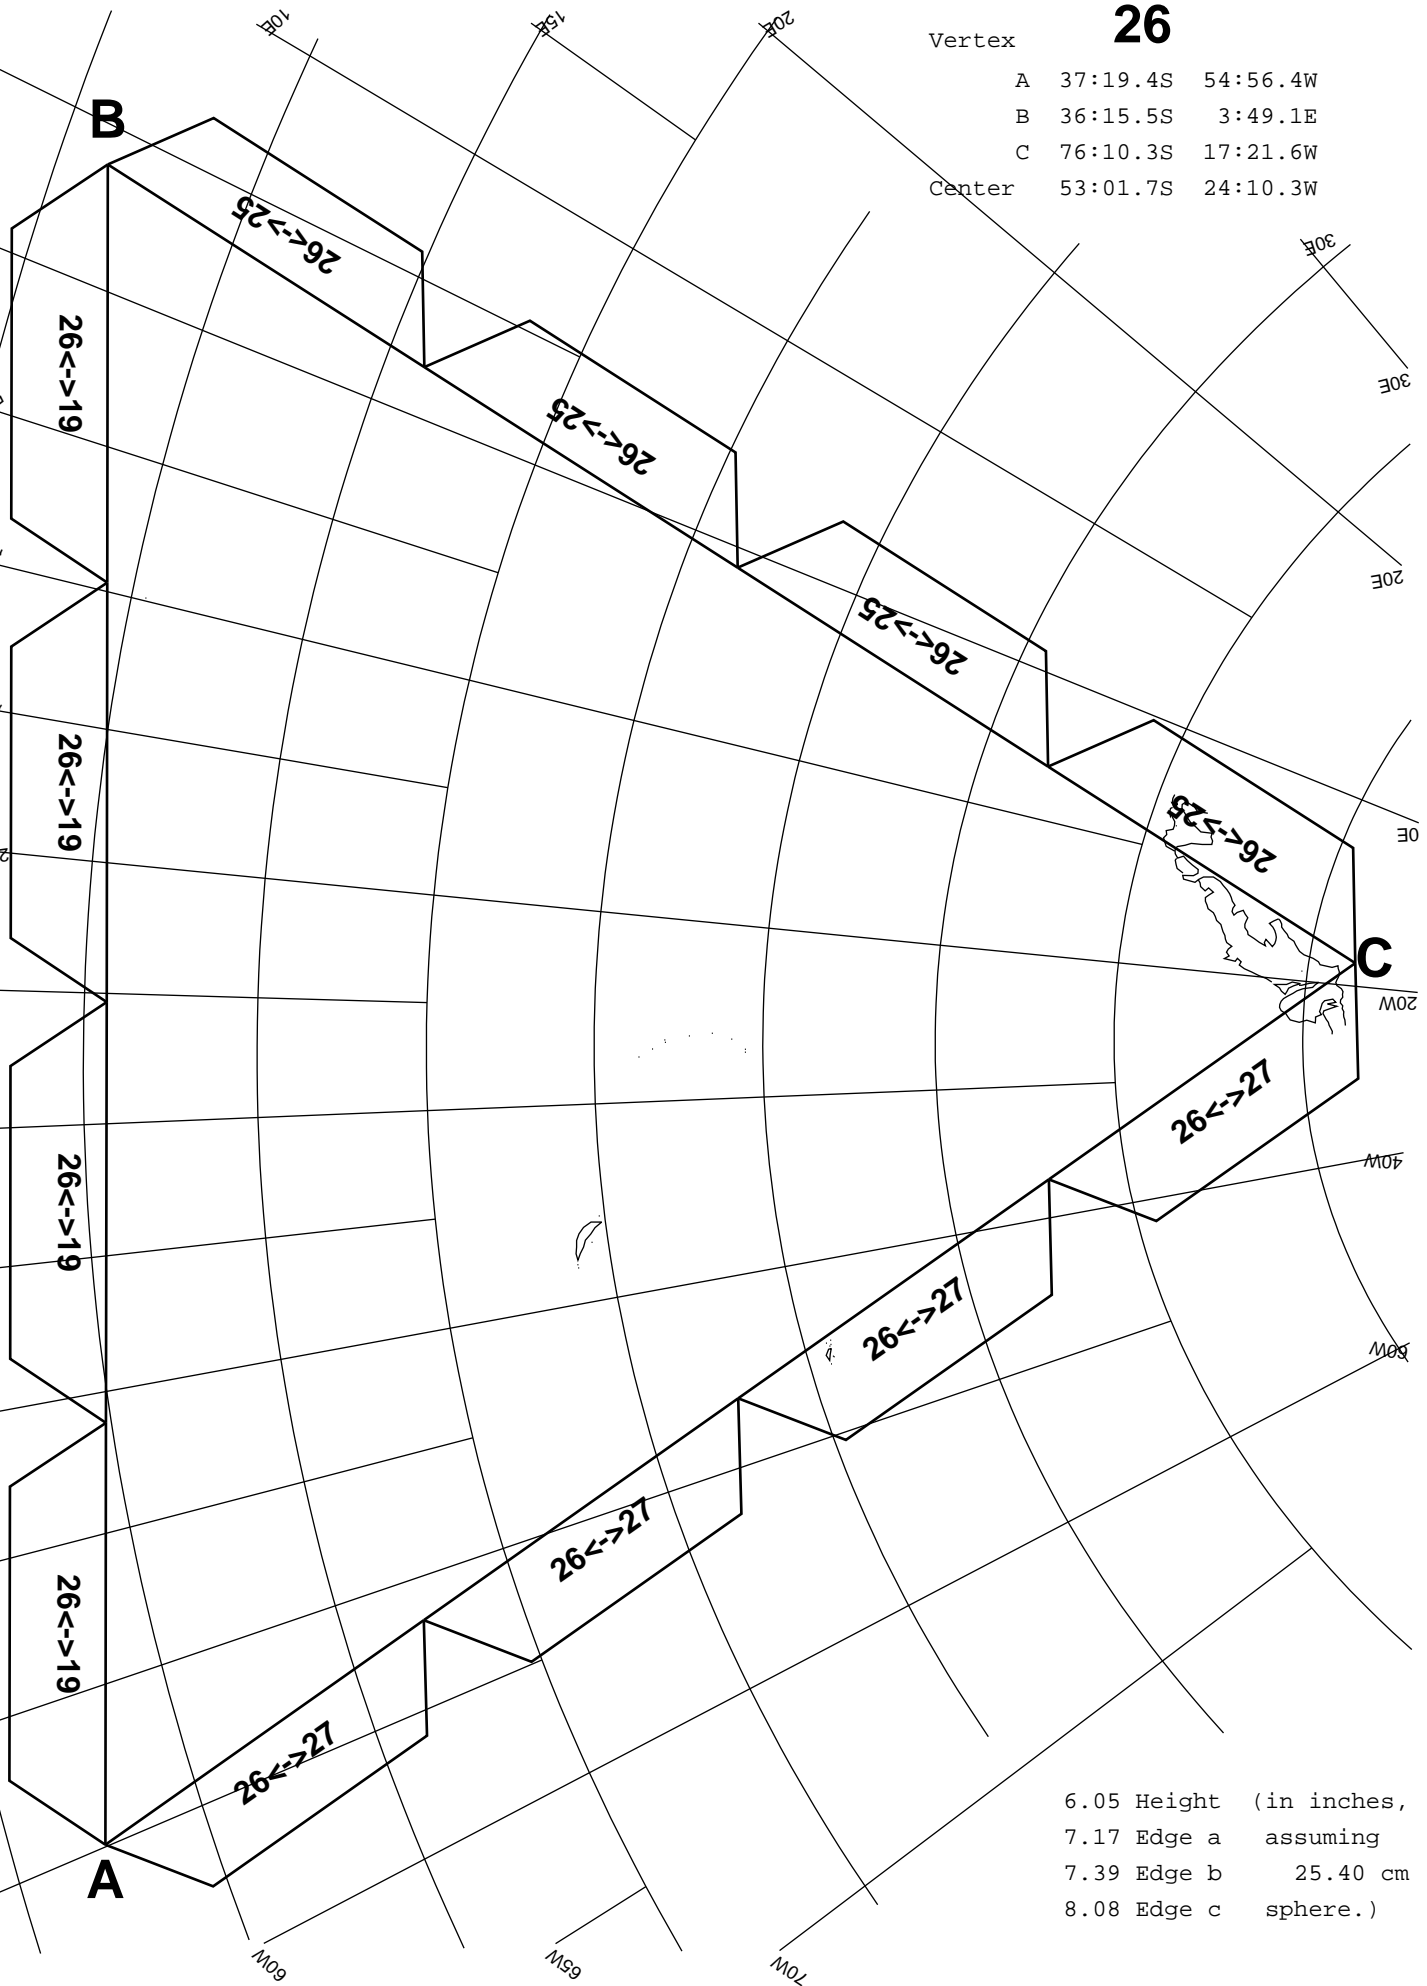 10E
15E
20E
Vertex 26
A 37:19.4S 54:56.4W
B 36:15.5S 3:49.1E
C 76:10.3S 17:21.6W
Center 53:01.7S 24:10.3W
B
30E
30E
20E
0E
26<->25
26<->25
26<->25
26<->25
26<->19
26<->19
26<->19
26<->19
C
20W
40W
60W
26<->27
26<->27
26<->27
26<->27
A
60W
65W
70W
6.05 Height (in inches,
7.17 Edge a assuming
7.39 Edge b 25.40 cm
8.08 Edge c sphere.)